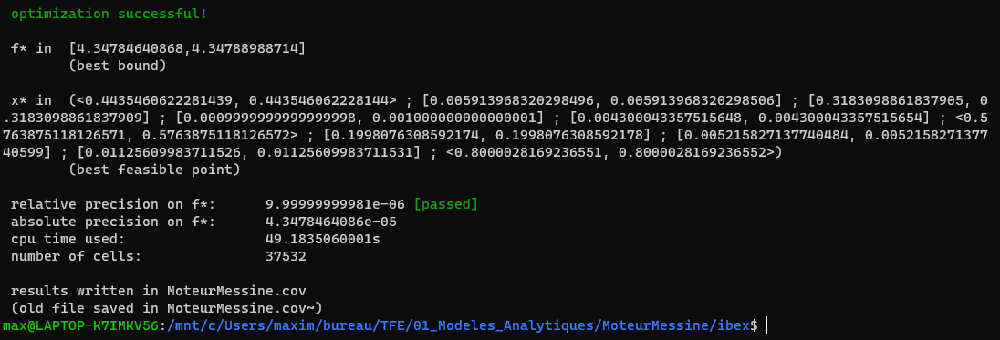 optimization successful!
f* in  [4.34784640868,4.34788988714]
(best bound)
x* in  (<0.4435460622281439, 0.443546062228144> ; [0.005913968320298496, 0.005913968320298506] ; [0.3183098861837905, 0
.3183098861837909] ; [0.0009999999999999998, 0.001000000000000001] ; [0.004300043357515648, 0.004300043357515654] ; <0.5
763875118126571, 0.5763875118126572> ; [0.1998076308592174, 0.1998076308592178] ; [0.005215827137740484, 0.0052158271377
40599] ; [0.01125609983711526, 0.01125609983711531] ; <0.8000028169236551, 0.8000028169236552>)
(best feasible point)
relative precision on f*:      9.99999999981e-06 [passed]
absolute precision on f*:      4.3478464086e-05
cpu time used:                 49.1835060001s
number of cells:               37532
results written in MoteurMessine.cov
(old file saved in MoteurMessine.cov~)
max@LAPTOP-K7IMKV56:/mnt/c/Users/maxim/bureau/TFE/01_Modeles_Analytiques/MoteurMessine/ibex$